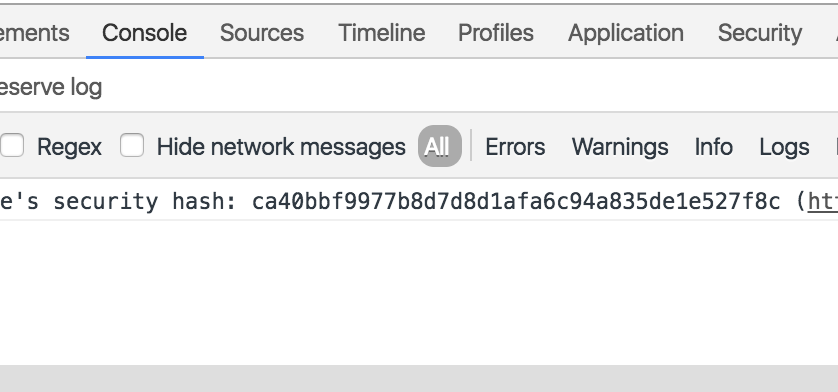 ements Console Sources Timeline Profiles Application Security
eserve log
Regex Hide network messages All Errors Warnings Info Logs
e's security hash: ca40bbf9977b8d7d8d1afa6c94a835de1e527f8c (ht